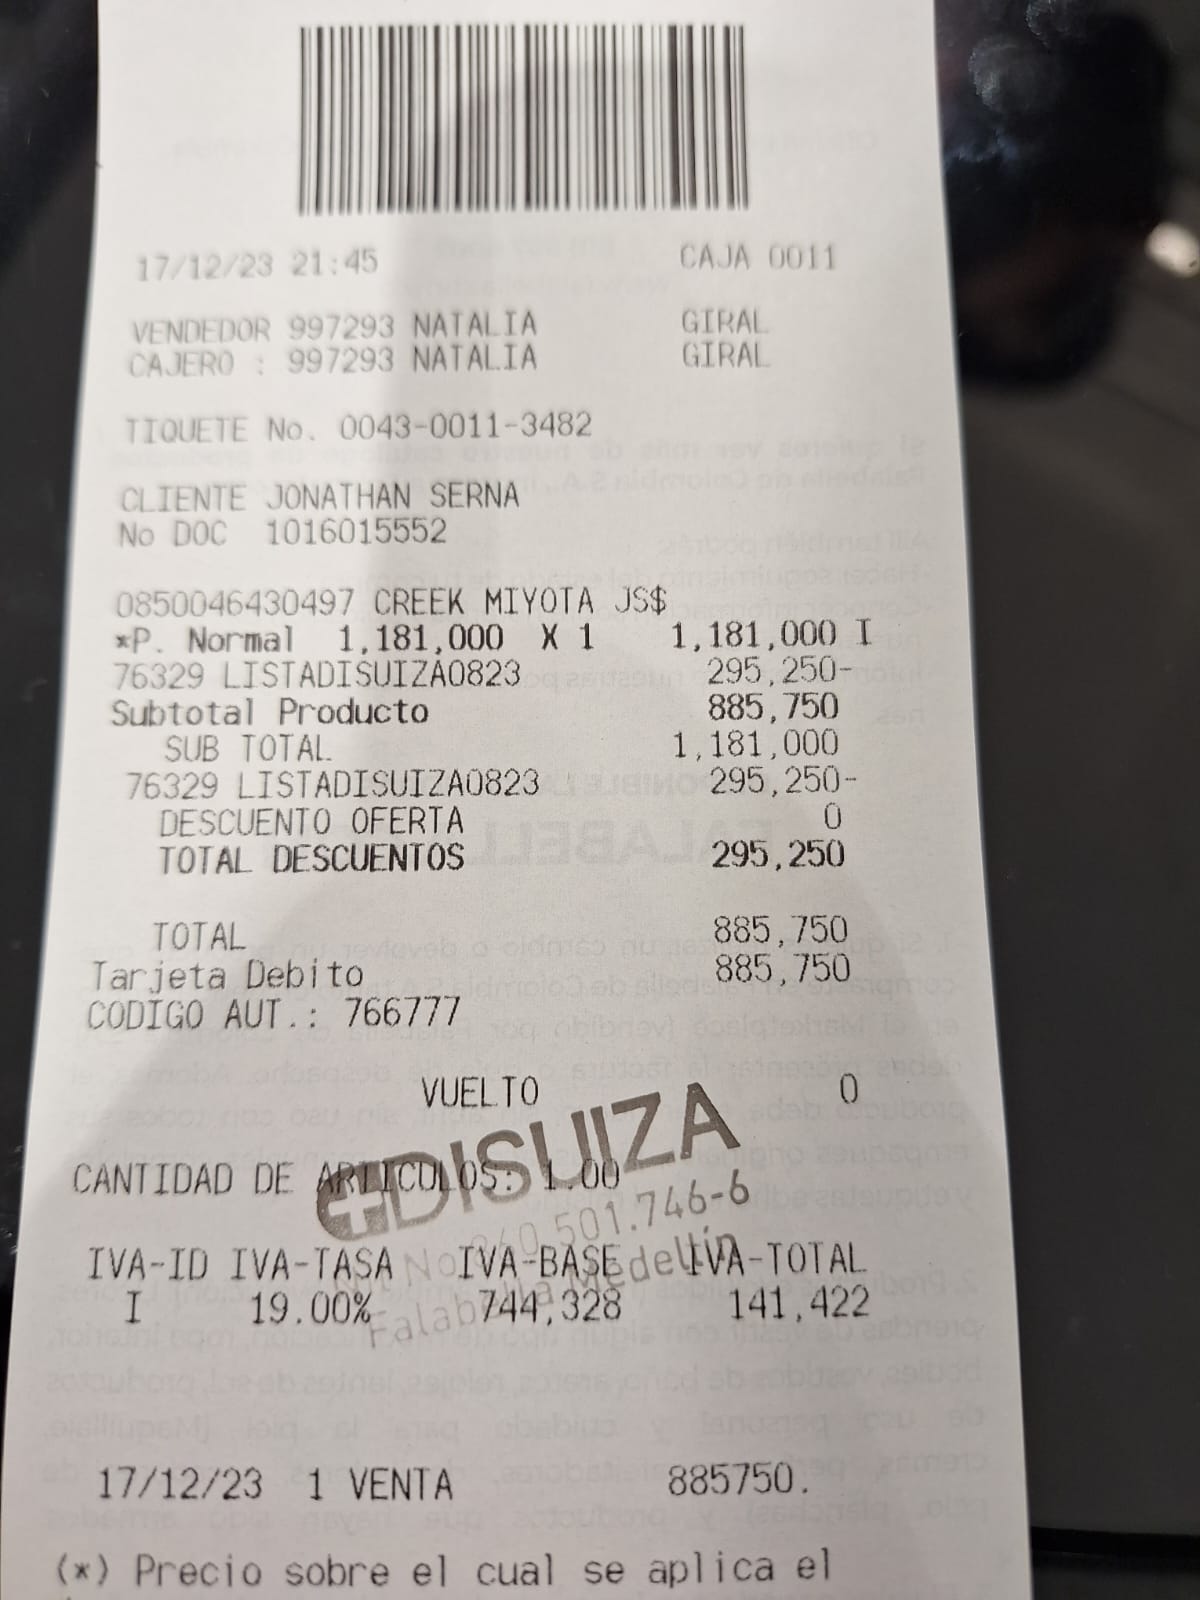 17/12/23 21:45 CAJA 0011
VENDEDOR 997293 NATALIA GIRAL
CAJERO : 997293 NATALIA GIRAL
TIQUETE No. 0043-0011-3482
CLIENTE JONATHAN SERNA
No DOC 1016015552
0850046430497 CREEK MIYOTA JS$
*P. Normal 1,181,000 X 1 1,181,000 I
76329 LISTADISUIZA0823 295,250-
Subtotal Producto 885,750
SUB TOTAL 1,181,000
76329 LISTADISUIZA0823 295,250-
DESCUENTO OFERTA 0
TOTAL DESCUENTOS 295,250
TOTAL 885,750
Tarjeta Debito 885,750
CODIGO AUT.: 766777
VUELTO 0
DISUIZA
CANTIDAD DE ARTICULOS: 1.00
501.746-6
IVA-ID IVA-TASA IVA-BASE IVA-TOTAL
Falabella Medellín
I 19.00% 744,328 141,422
17/12/23 1 VENTA 885750.
(*) Precio sobre el cual se aplica el